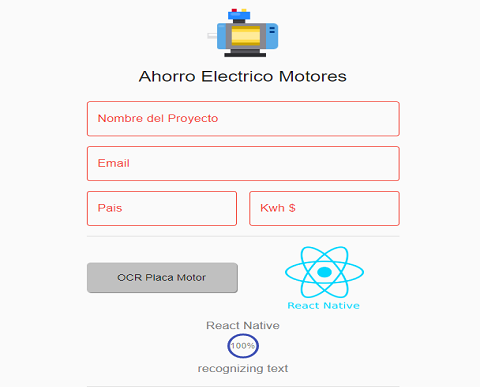 Ahorro Electrico Motores
Nombre del Proyecto
Email
Pais
Kwh $
OCR Placa Motor
React Native
React Native
100%
recognizing text